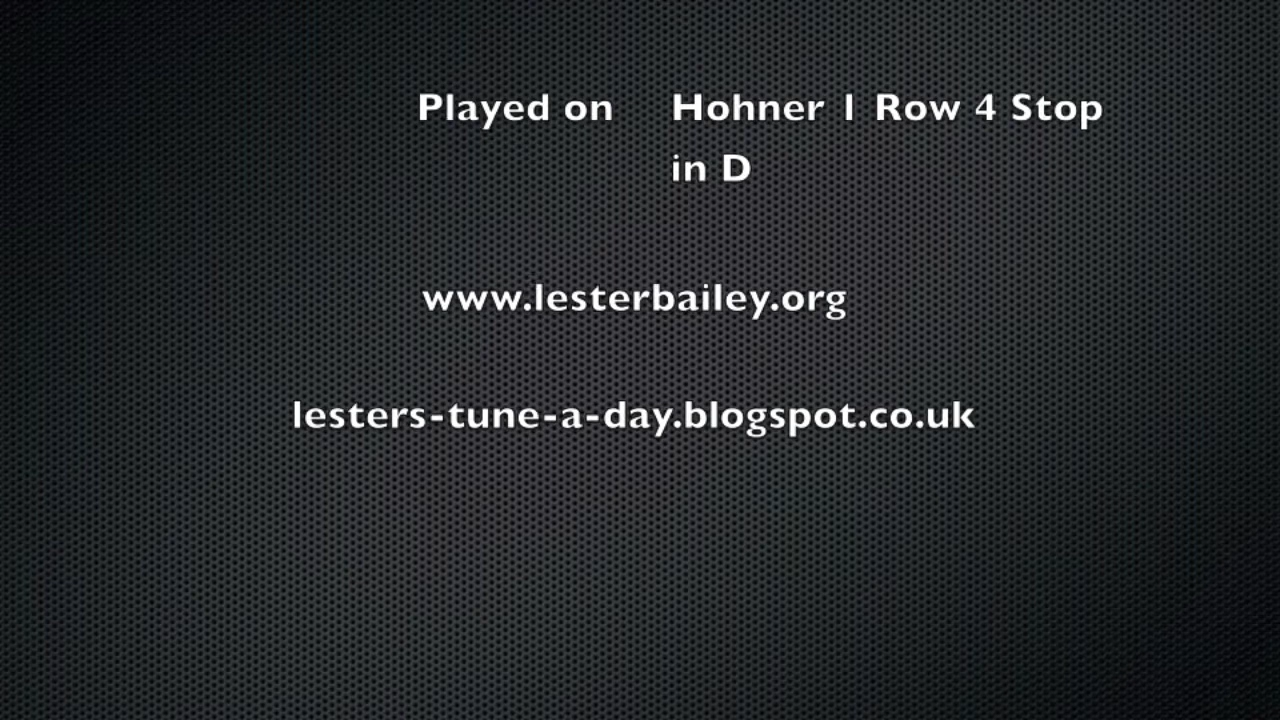 Played on Hohner 1 Row 4 Stop
in D
www.lesterbailey.org
lesters-tune-a-day.blogspot.co.uk